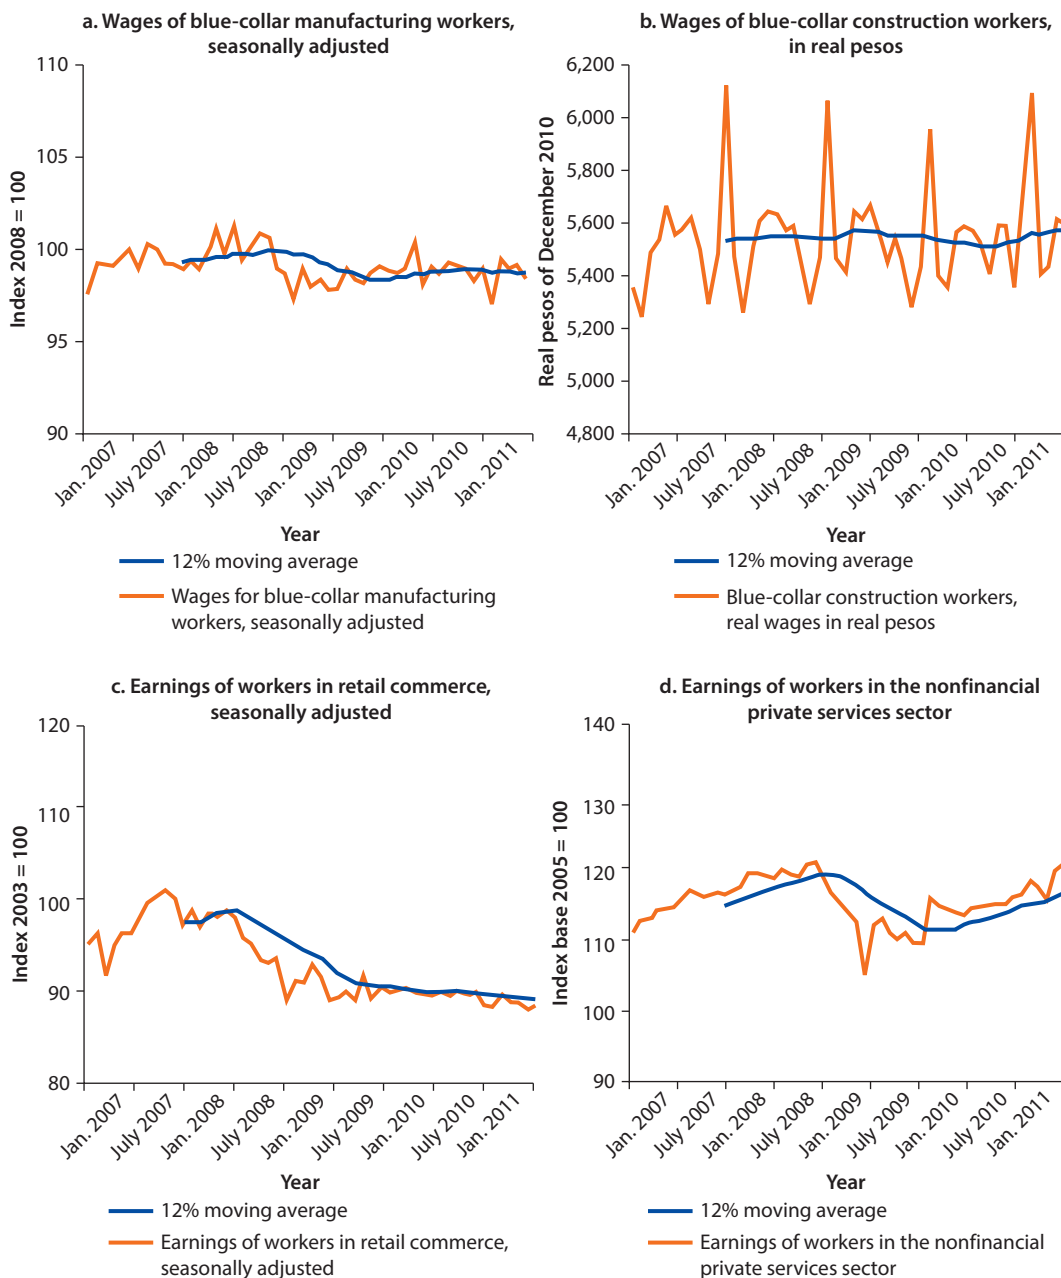 a. Wages of blue-collar manufacturing workers,
seasonally adjusted
110
105
100
95
90
Index 2008 = 100
Jan. 2007
July 2007
Jan. 2008
July 2008
Jan. 2009
July 2009
Jan. 2010
July 2010
Jan. 2011
Year
12% moving average
Wages for blue-collar manufacturing
workers, seasonally adjusted
b. Wages of blue-collar construction workers,
in real pesos
6,200
6,000
5,800
5,600
5,400
5,200
5,000
4,800
Real pesos of December 2010
Jan. 2007
July 2007
Jan. 2008
July 2008
Jan. 2009
July 2009
Jan. 2010
July 2010
Jan. 2011
Year
12% moving average
Blue-collar construction workers,
real wages in real pesos
c. Earnings of workers in retail commerce,
seasonally adjusted
120
110
100
90
80
Index 2003 = 100
Jan. 2007
July 2007
Jan. 2008
July 2008
Jan. 2009
July 2009
Jan. 2010
July 2010
Jan. 2011
Year
12% moving average
Earnings of workers in retail commerce,
seasonally adjusted
d. Earnings of workers in the nonfinancial
private services sector
140
130
120
110
100
90
Index base 2005 = 100
Jan. 2007
July 2007
Jan. 2008
July 2008
Jan. 2009
July 2009
Jan. 2010
July 2010
Jan. 2011
Year
12% moving average
Earnings of workers in the nonfinancial
private services sector